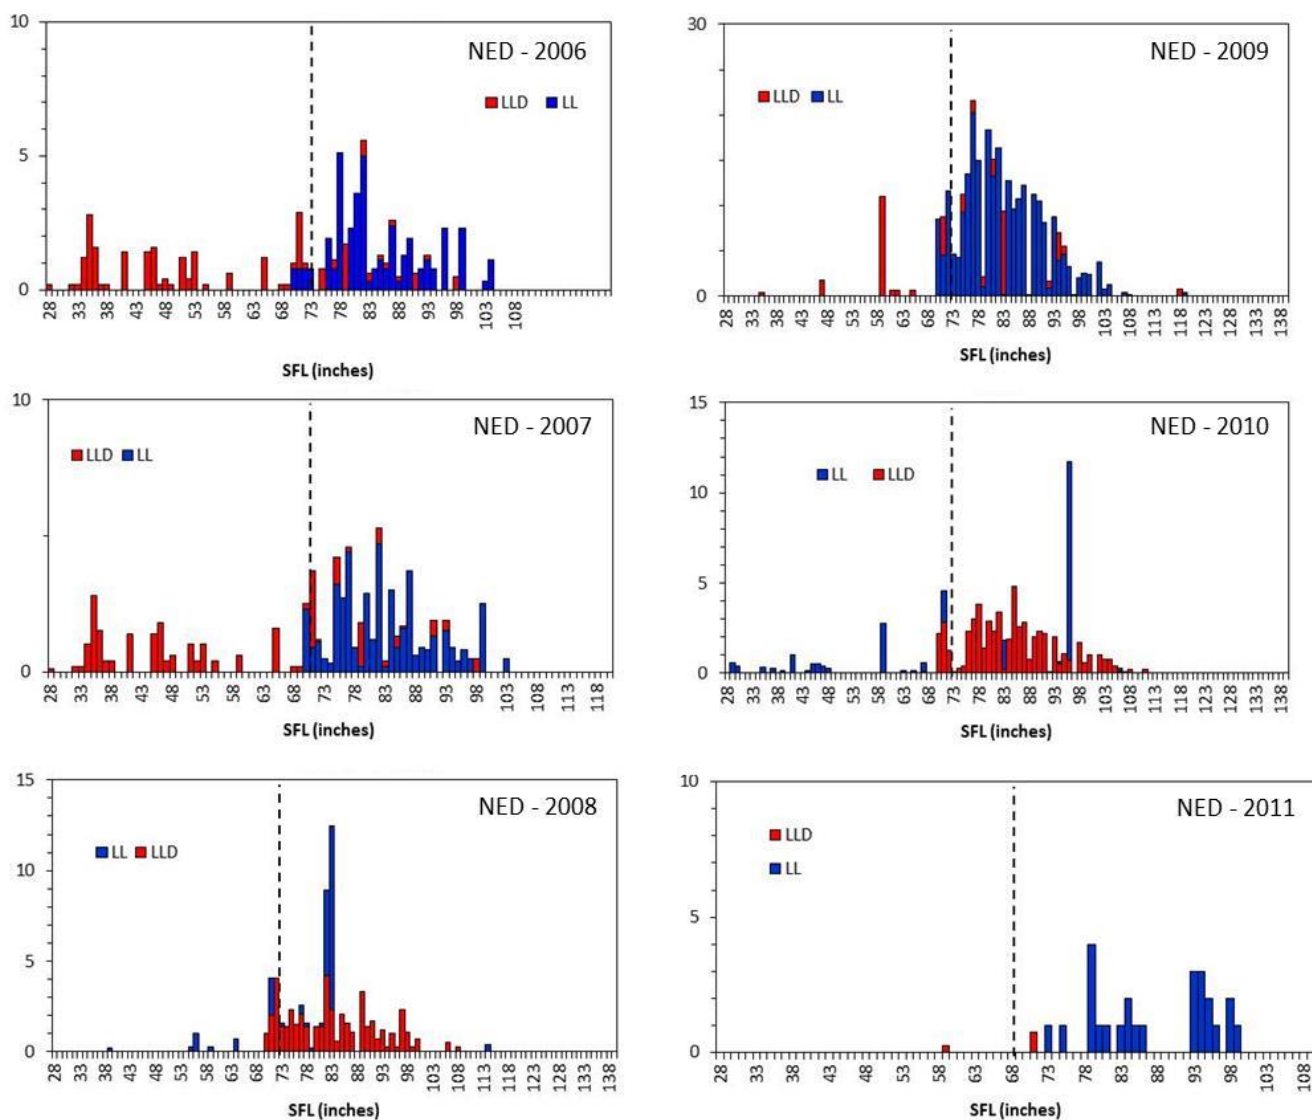 10
NED - 2006
LLD LL
5
0
28 33 38 43 48 53 58 63 68 73 78 83 88 93 98 103 108
SFL (inches)
30
NED - 2009
LLD LL
0
28 33 38 43 48 53 58 63 68 73 78 83 88 93 98 103 108 113 118 123 128 133 138
SFL (inches)
10
NED - 2007
LLD LL
5
0
28 33 38 43 48 53 58 63 68 73 78 83 88 93 98 103 108 113 118
SFL (inches)
15
NED - 2010
LL LLD
10
5
0
28 33 38 43 48 53 58 63 68 73 78 83 88 93 98 103 108 113 118 123 128 133 138
SFL (inches)
15
NED - 2008
LL LLD
10
5
0
28 33 38 43 48 53 58 63 68 73 78 83 88 93 98 103 108 113 118 123 128 133 138
SFL (inches)
10
NED - 2011
LLD
LL
5
0
28 33 38 43 48 53 58 63 68 73 78 83 88 93 98 103 108
SFL (inches)